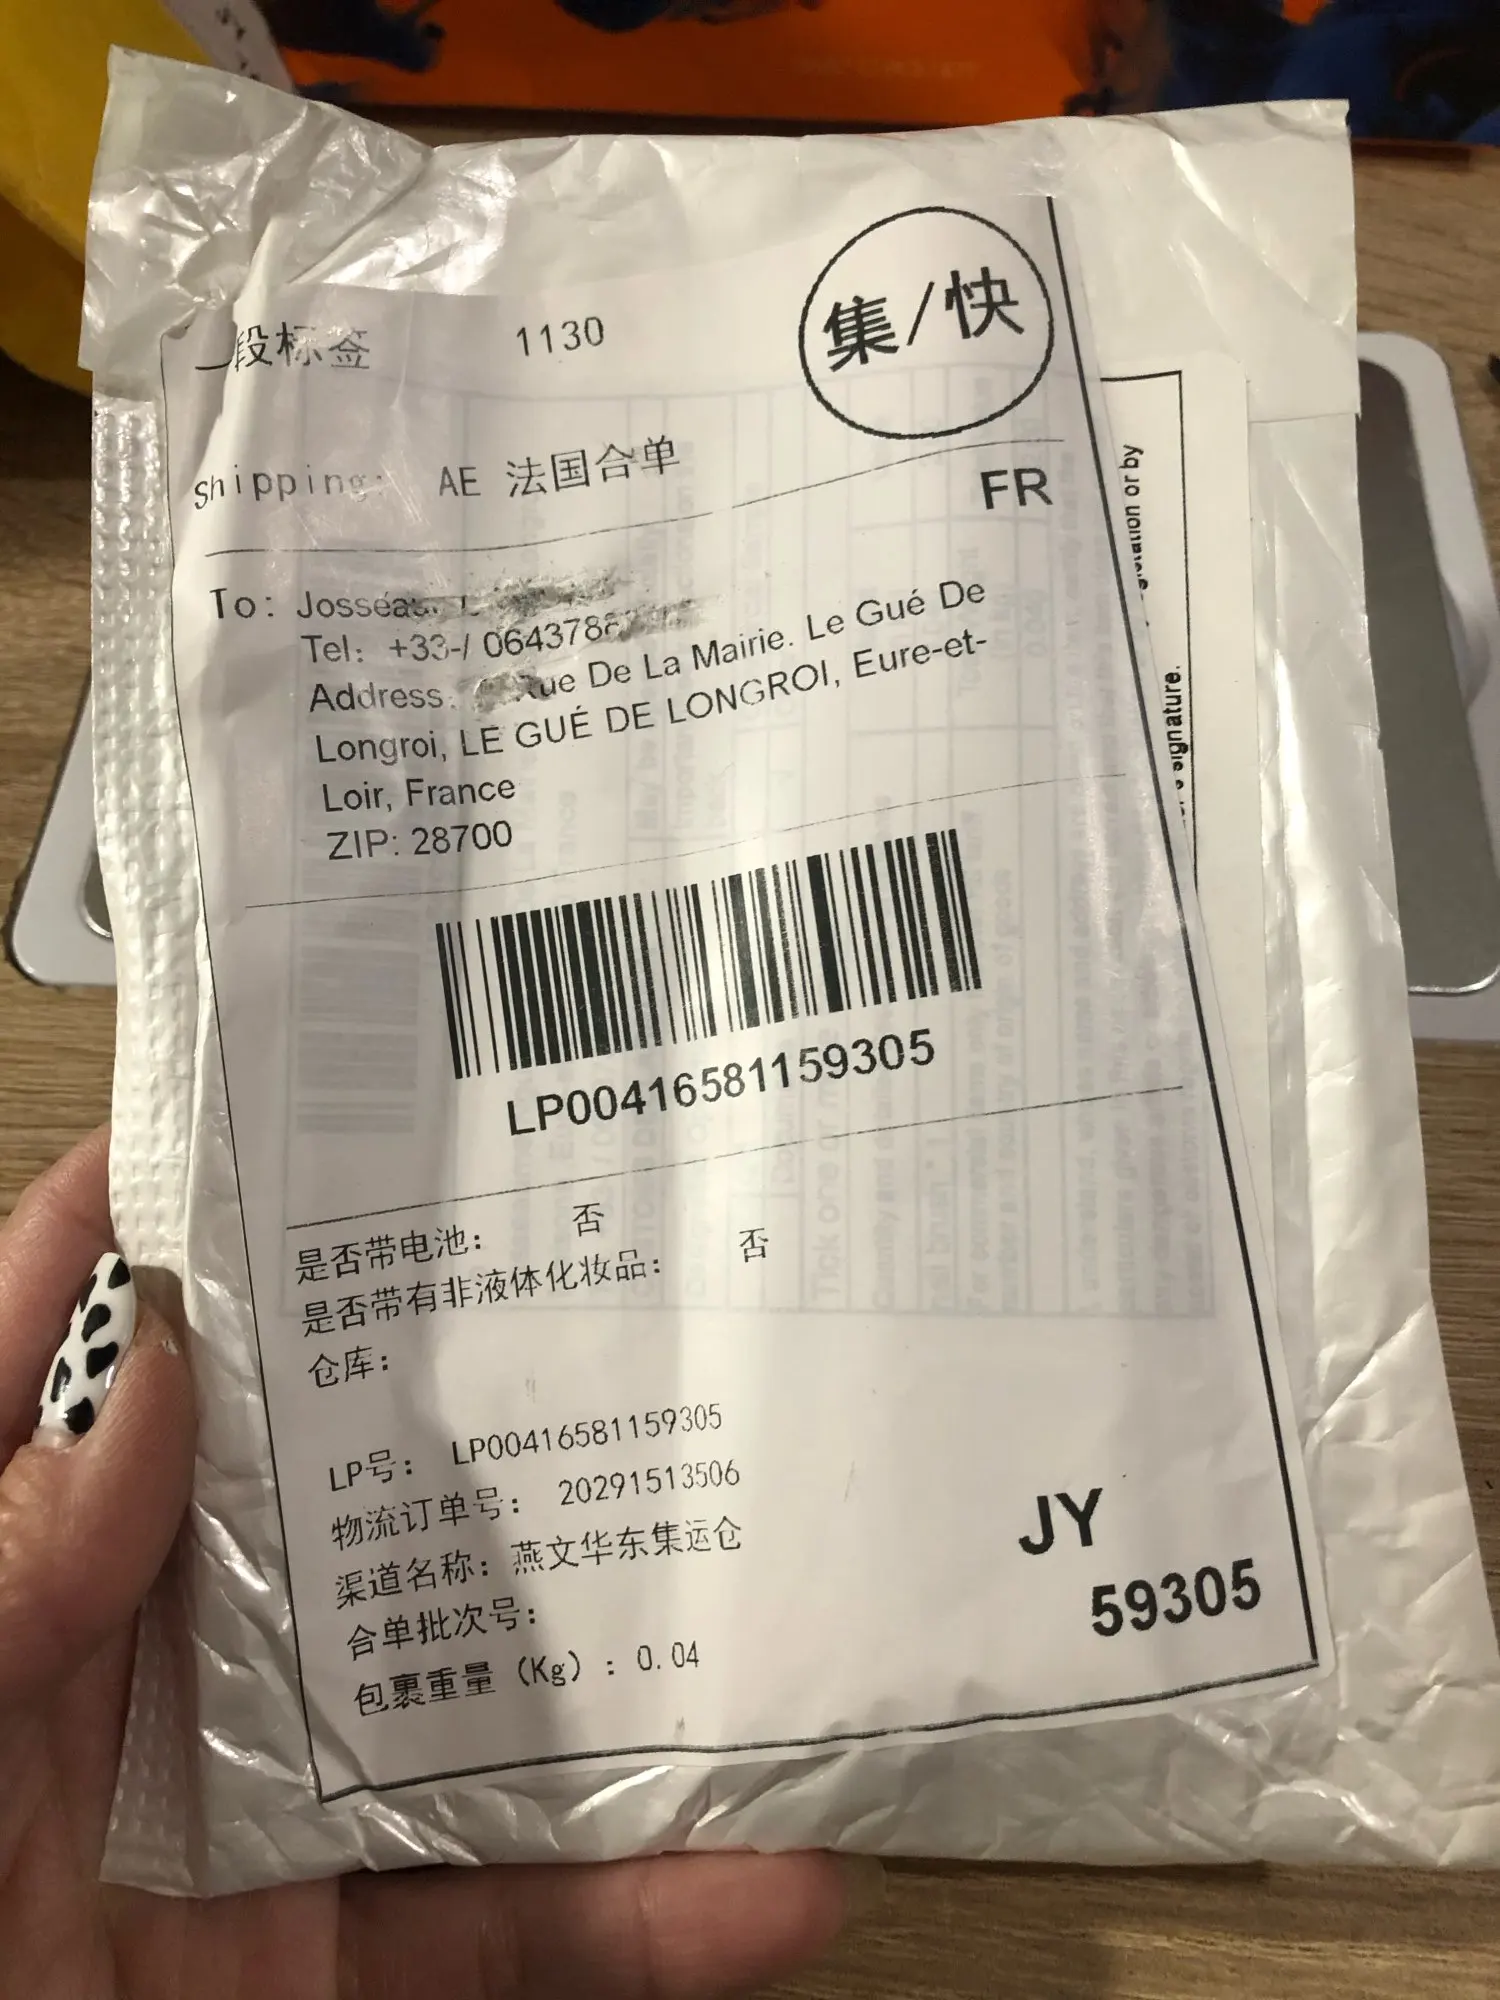 段标签 1130
集/快
Shipping: AE 法国合单
FR
To:
Tel: +33-/ 0643788
Address: Rue De La Mairie. Le Gué De
Longroi, LE GUÉ DE LONGROI, Eure-et-
Loir, France
ZIP: 28700
LP00416581159305
是否带电池: 否
是否带有非液体化妆品: 否
仓库:
LP号: LP00416581159305
物流订单号: 20291513506
渠道名称: 燕文华东集运仓
合单批次号:
包裹重量 (Kg) : 0.04
JY
59305
or by
signature.